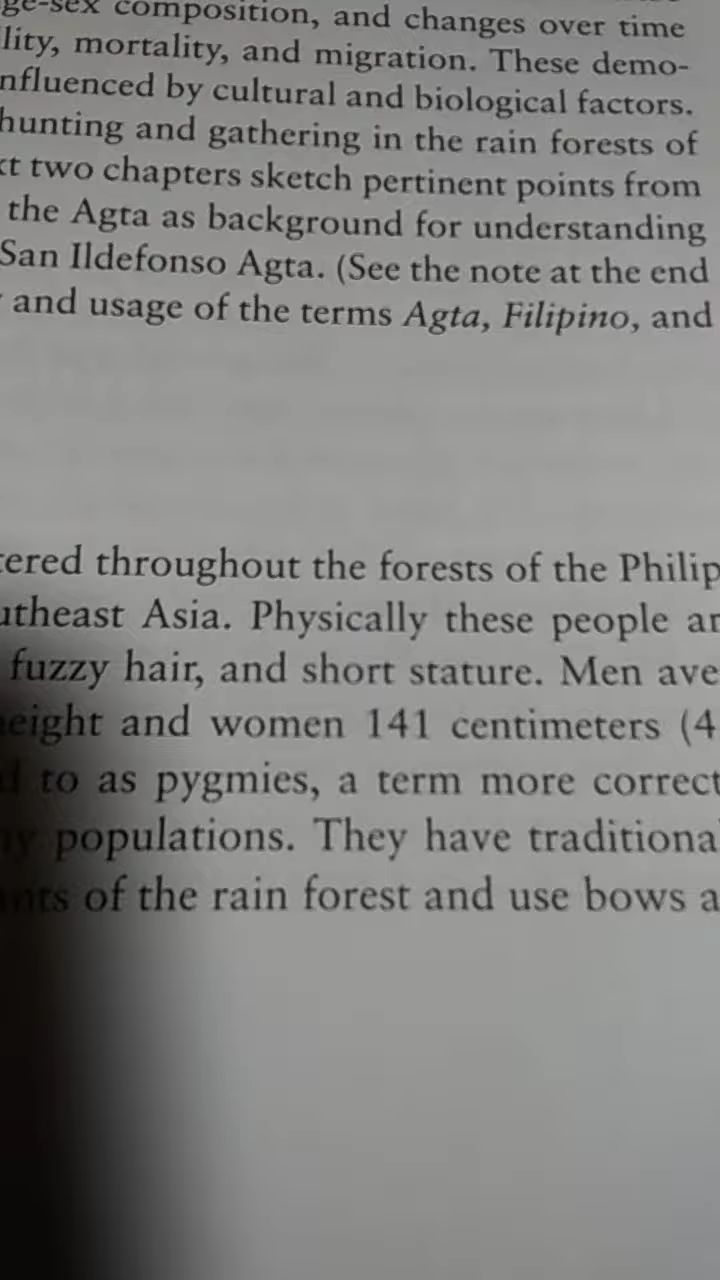 ge-sex composition, and changes over time
lity, mortality, and migration. These demo-
nfluenced by cultural and biological factors.
hunting and gathering in the rain forests of
xt two chapters sketch pertinent points from
the Agta as background for understanding
San Ildefonso Agta. (See the note at the end
and usage of the terms Agta, Filipino, and
tered throughout the forests of the Philip
utheast Asia. Physically these people ar
fuzzy hair, and short stature. Men ave
eight and women 141 centimeters (4
to as pygmies, a term more correct
populations. They have traditiona
nts of the rain forest and use bows a